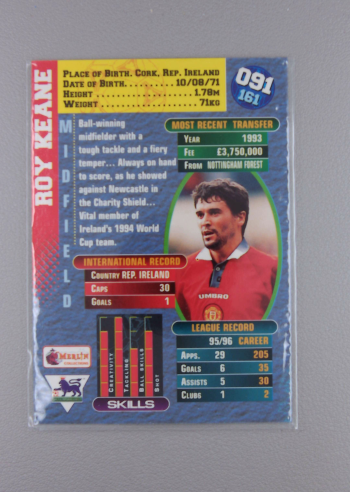 ROY KEANE
PLACE OF BIRTH. CORK, REP. IRELAND
DATE OF BIRTH.......... 10/08/71
HEIGHT ...................... 1.78M
WEIGHT ...................... 71KG
091
161
MIDFIELD
Ball-winning
midfielder with a
tough tackle and a fiery
temper... Always on hand
to score, as he showed
against Newcastle in
the Charity Shield...
Vital member of
Ireland's 1994 World
Cup team.
MOST RECENT TRANSFER
YEAR 1993
FEE £3,750,000
FROM NOTTINGHAM FOREST
UMBRO
INTERNATIONAL RECORD
COUNTRY REP. IRELAND
CAPS 30
GOALS 1
LEAGUE RECORD
95/96 CAREER
APPS. 29 205
GOALS 6 35
ASSISTS 5 30
CLUBS 1 2
CREATIVITY
TACKLING
BALL SKILLS
SHOT
SKILLS
MERLIN